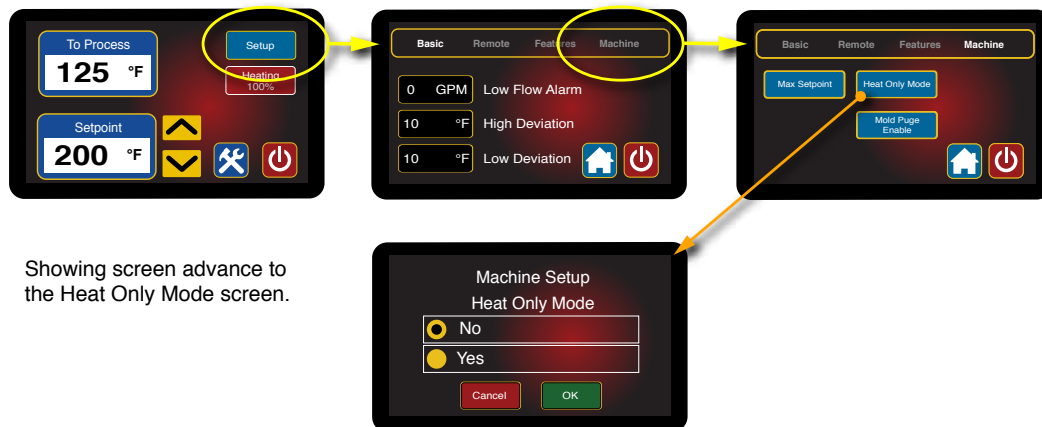 To Process
125 °F
Setup
Heating
100%
Setpoint
200 °F
Basic Remote Features Machine
0 GPM Low Flow Alarm
10 °F High Deviation
10 °F Low Deviation
Basic Remote Features Machine
Max Setpoint Heat Only Mode
Mold Puge
Enable
Showing screen advance to
the Heat Only Mode screen.
Machine Setup
Heat Only Mode
No
Yes
Cancel OK